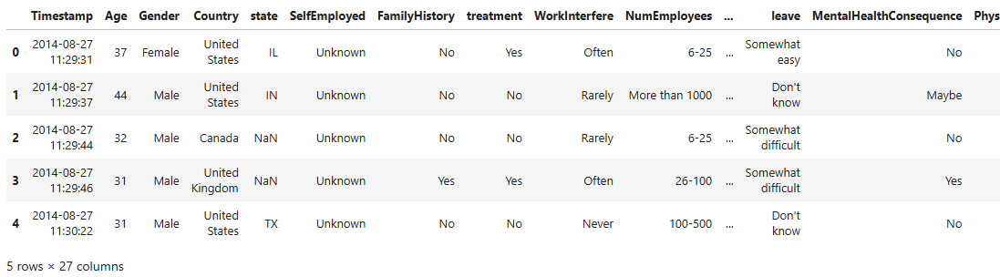 Timestamp Age Gender Country state SelfEmployed FamilyHistory treatment WorkInterfere NumEmployees ... leave MentalHealthConsequence Phys
0 2014-08-27 11:29:31 37 Female United States IL Unknown No Yes Often 6-25 ... Somewhat easy No
1 2014-08-27 11:29:37 44 Male United States IN Unknown No No Rarely More than 1000 ... Don't know Maybe
2 2014-08-27 11:29:44 32 Male Canada NaN Unknown No No Rarely 6-25 ... Somewhat difficult No
3 2014-08-27 11:29:46 31 Male United Kingdom NaN Unknown Yes Yes Often 26-100 ... Somewhat difficult Yes
4 2014-08-27 11:30:22 31 Male United States TX Unknown No No Never 100-500 ... Don't know No
5 rows × 27 columns